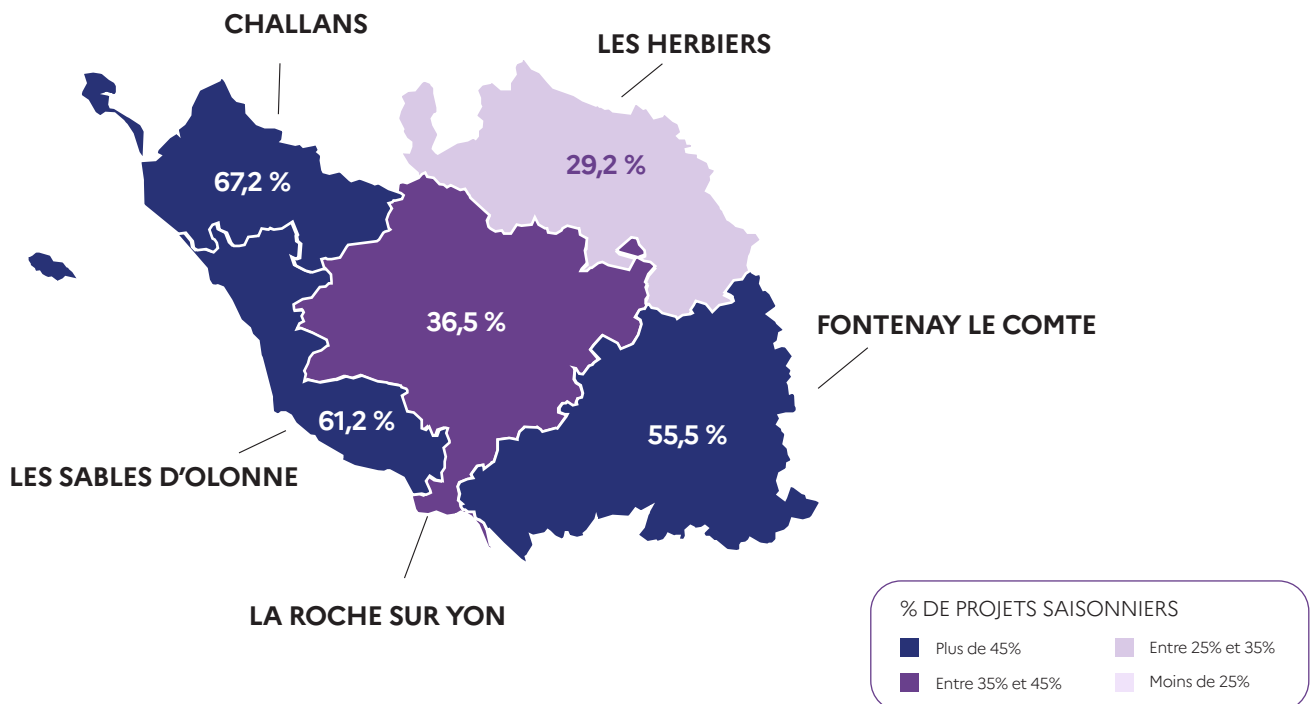 CHALLANS
LES HERBIERS
67,2 %
29,2 %
36,5 %
FONTENAY LE COMTE
61,2 %
55,5 %
LES SABLES D’OLONNE
LA ROCHE SUR YON
% DE PROJETS SAISONNIERS
Plus de 45%
Entre 25% et 35%
Entre 35% et 45%
Moins de 25%